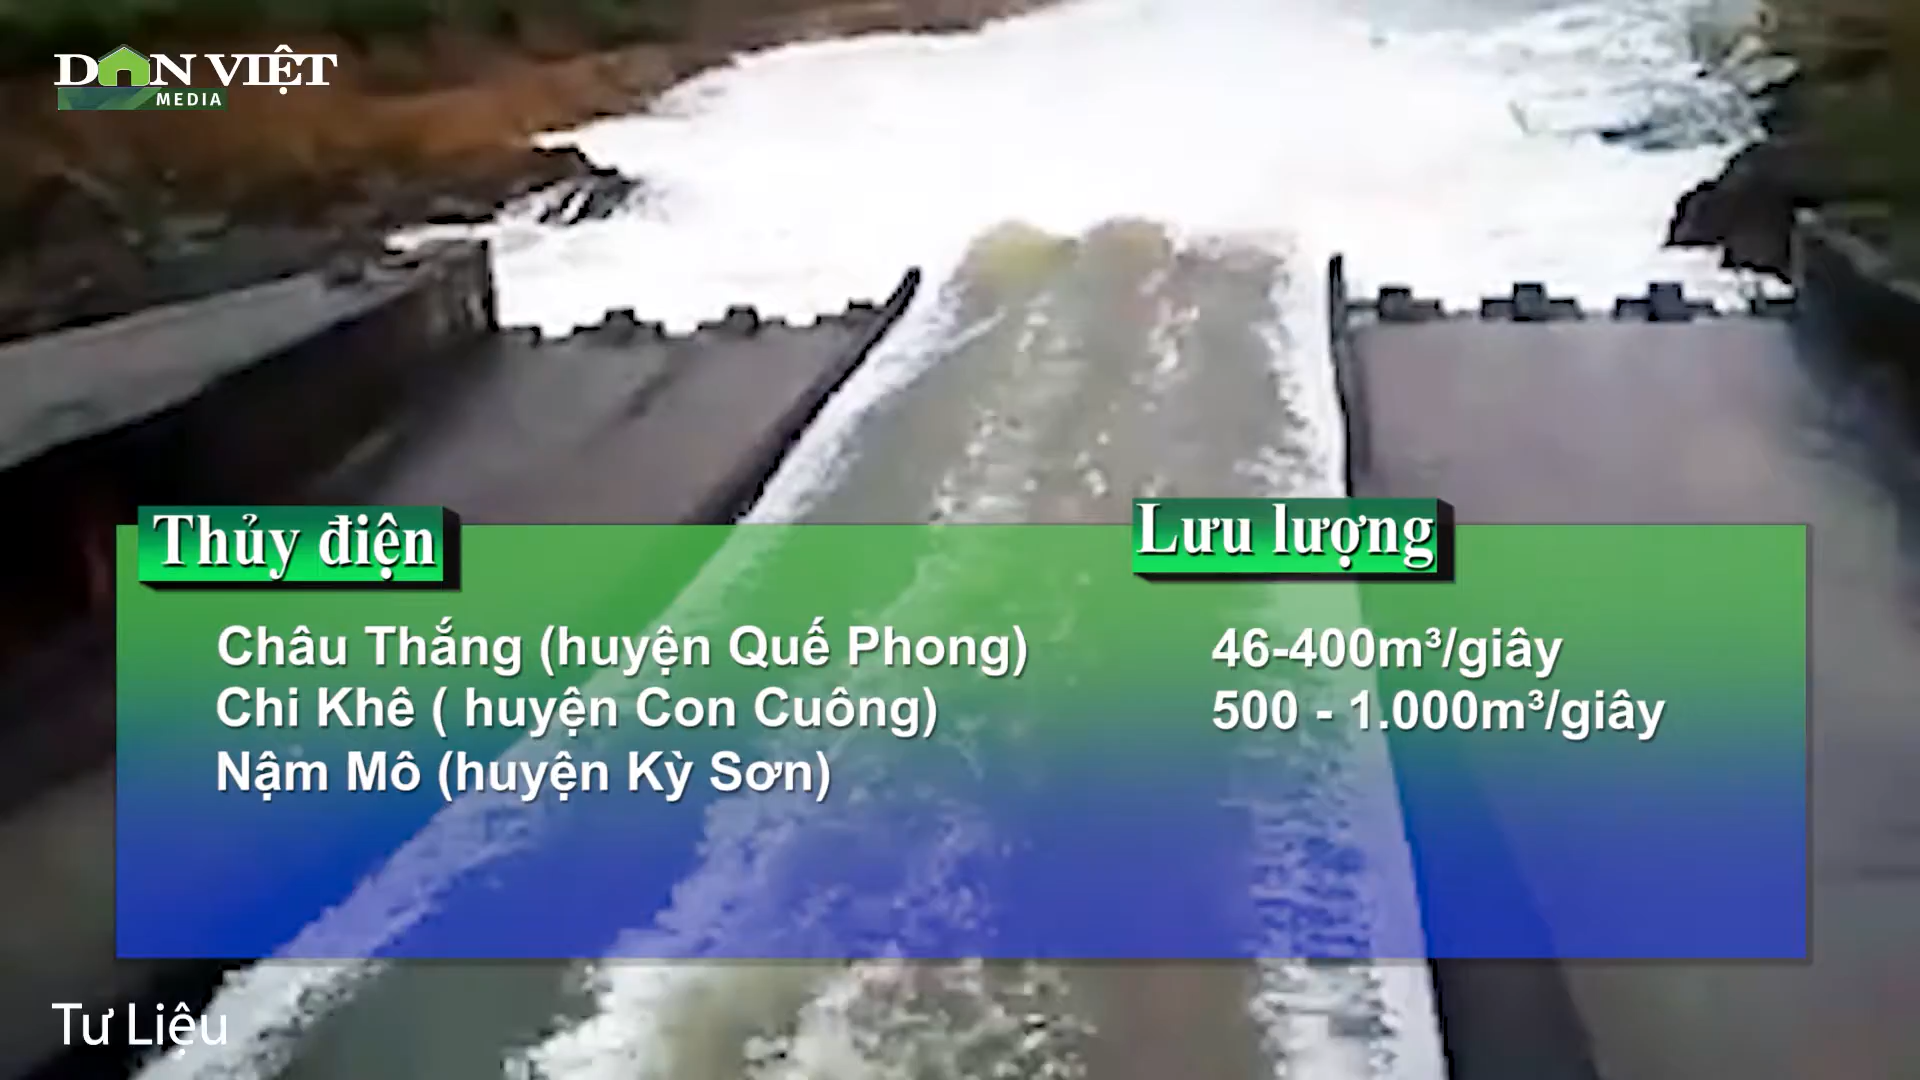 DÂN VIỆT
MEDIA
Thủy điện
Lưu lượng
Châu Thắng (huyện Quế Phong)
46-400m³/giây
Chi Khê ( huyện Con Cuông)
500 - 1.000m³/giây
Nậm Mô (huyện Kỳ Sơn)
Tư Liệu